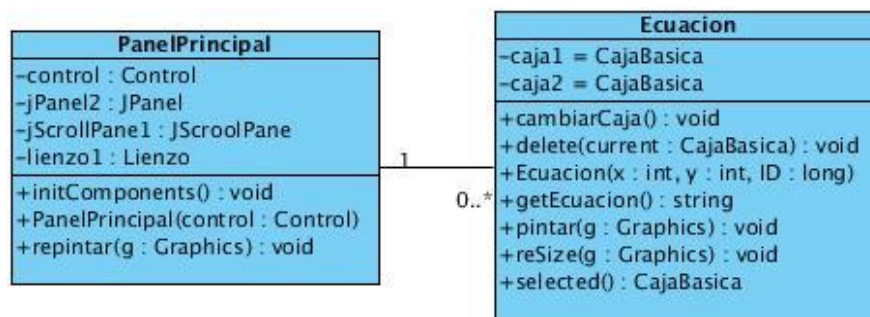 PanelPrincipal
-control : Control
-jPanel2 : JPanel
-jScrollPane1 : JScroolPane
-lienzo1 : Lienzo
+initComponents() : void
+PanelPrincipal(control : Control)
+repintar(g : Graphics) : void
1
0..*
Ecuacion
-caja1 = CajaBasica
-caja2 = CajaBasica
+cambiarCaja() : void
+delete(current : CajaBasica) : void
+Ecuacion(x : int, y : int, ID : long)
+getEcuacion() : string
+pintar(g : Graphics) : void
+reSize(g : Graphics) : void
+selected() : CajaBasica